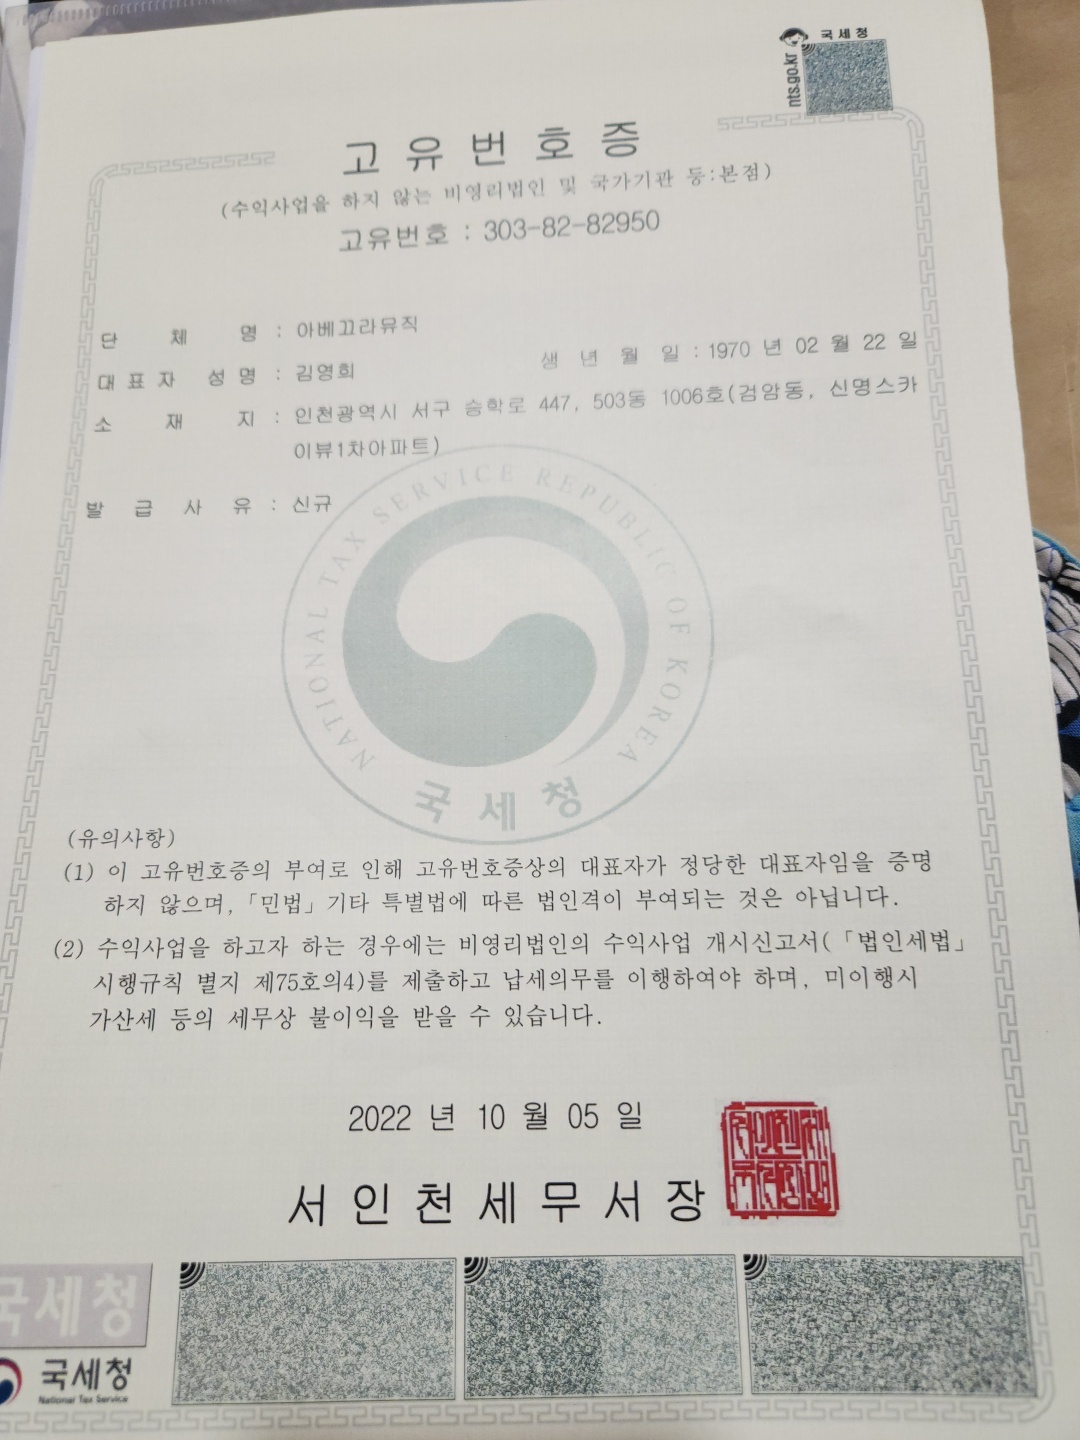 국세청
nts.go.kr
고유번호증
(수익사업을 하지 않는 비영리법인 및 국가기관 등:본점)
고유번호 : 303-82-82950
단체명 : 아베끄라뮤직
대표자 성명 : 김영희 생년월일 : 1970 년 02 월 22 일
소재지 : 인천광역시 서구 승학로 447, 503동 1006호(검암동, 신명스카
이뷰1차아파트)
발급사유 : 신규
NATIONAL TAX SERVICE REPUBLIC OF KOREA
국세청
(유의사항)
(1) 이 고유번호증의 부여로 인해 고유번호증상의 대표자가 정당한 대표자임을 증명
하지 않으며,「민법」기타 특별법에 따른 법인격이 부여되는 것은 아닙니다.
(2) 수익사업을 하고자 하는 경우에는 비영리법인의 수익사업 개시신고서(「법인세법」
시행규칙 별지 제75호의4)를 제출하고 납세의무를 이행하여야 하며, 미이행시
가산세 등의 세무상 불이익을 받을 수 있습니다.
2022 년 10 월 05 일
서인천세무서장
국세청
국세청
National Tax Service